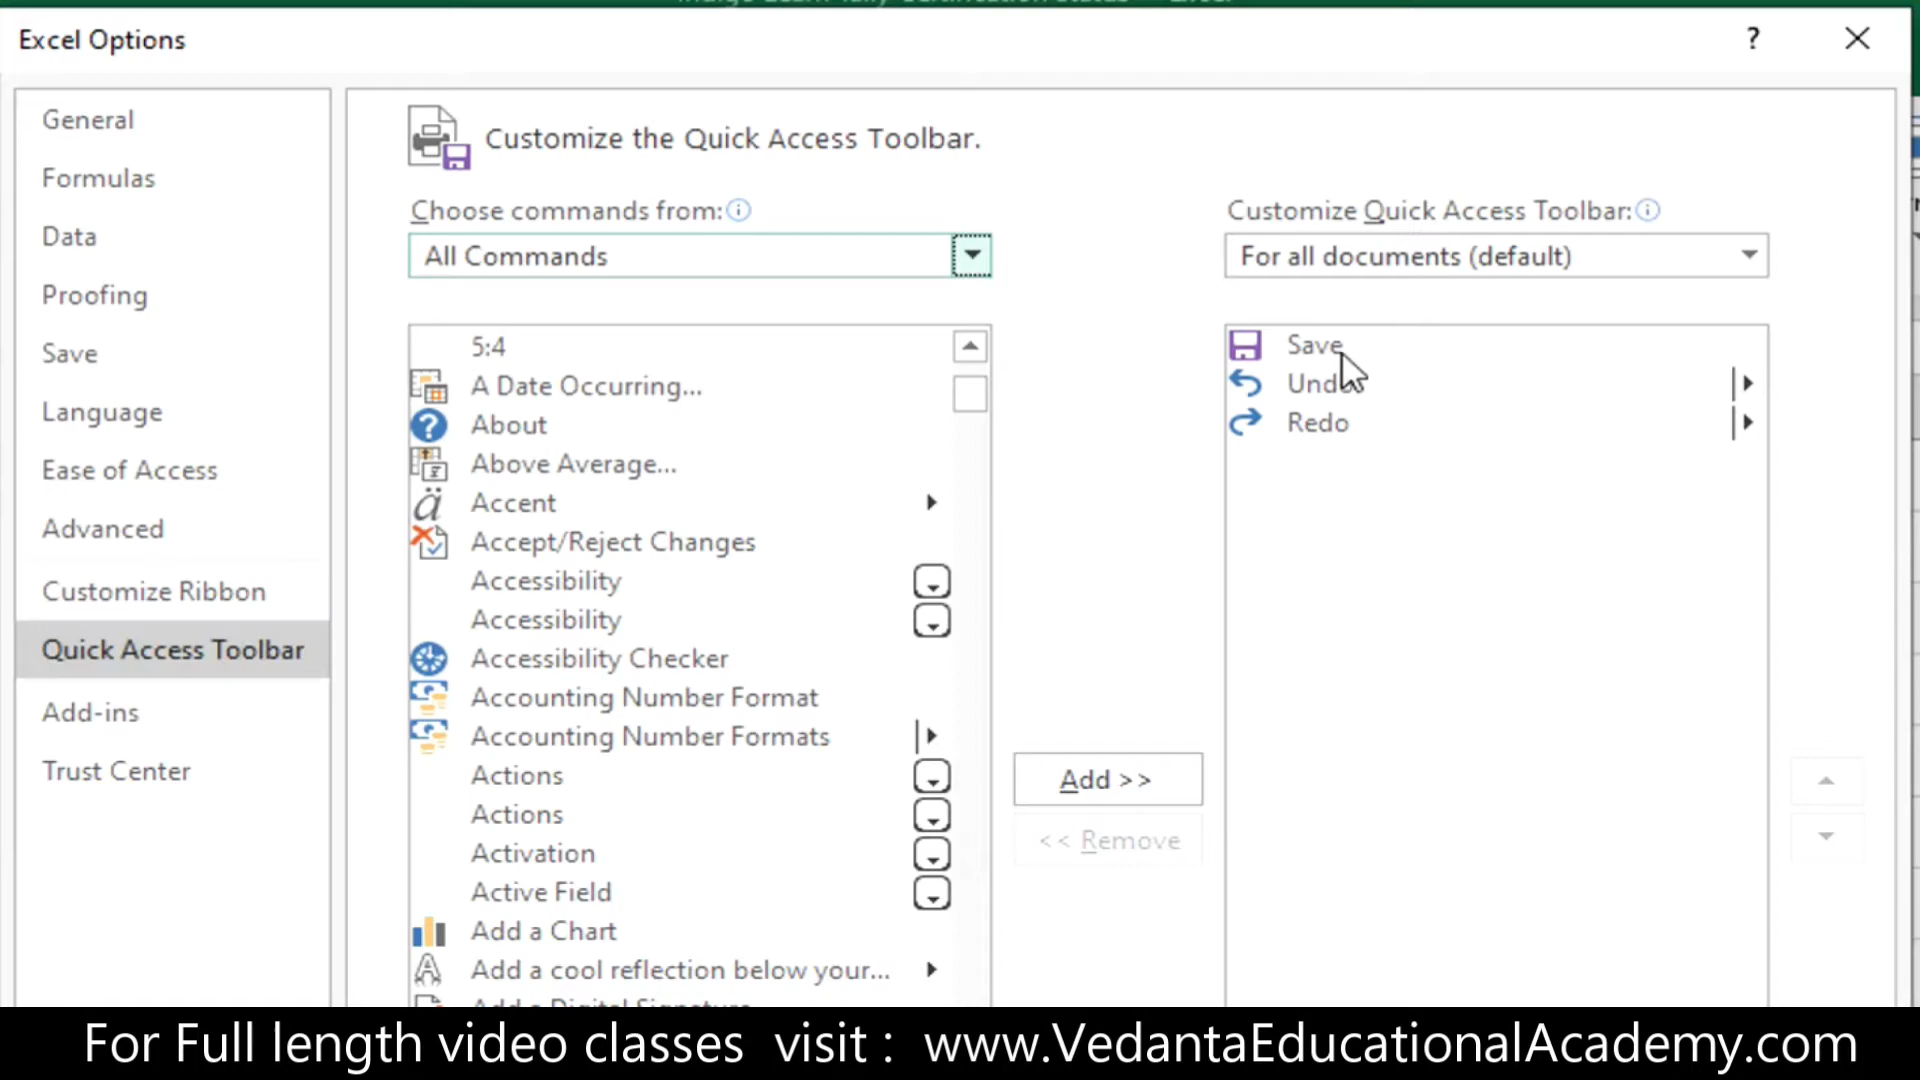 Excel Options
?
General
Formulas
Data
Proofing
Save
Language
Ease of Access
Advanced
Customize Ribbon
Quick Access Toolbar
Add-ins
Trust Center
Customize the Quick Access Toolbar.
Choose commands from:
All Commands
5:4
A Date Occurring...
About
Above Average...
Accent
Accept/Reject Changes
Accessibility
Accessibility
Accessibility Checker
Accounting Number Format
Accounting Number Formats
Actions
Actions
Activation
Active Field
Add a Chart
Add a cool reflection below your...
Add a Digital Signature
Add >>
<< Remove
Customize Quick Access Toolbar:
For all documents (default)
Save
Undo
Redo
For Full length video classes visit : www.VedantaEducationalAcademy.com